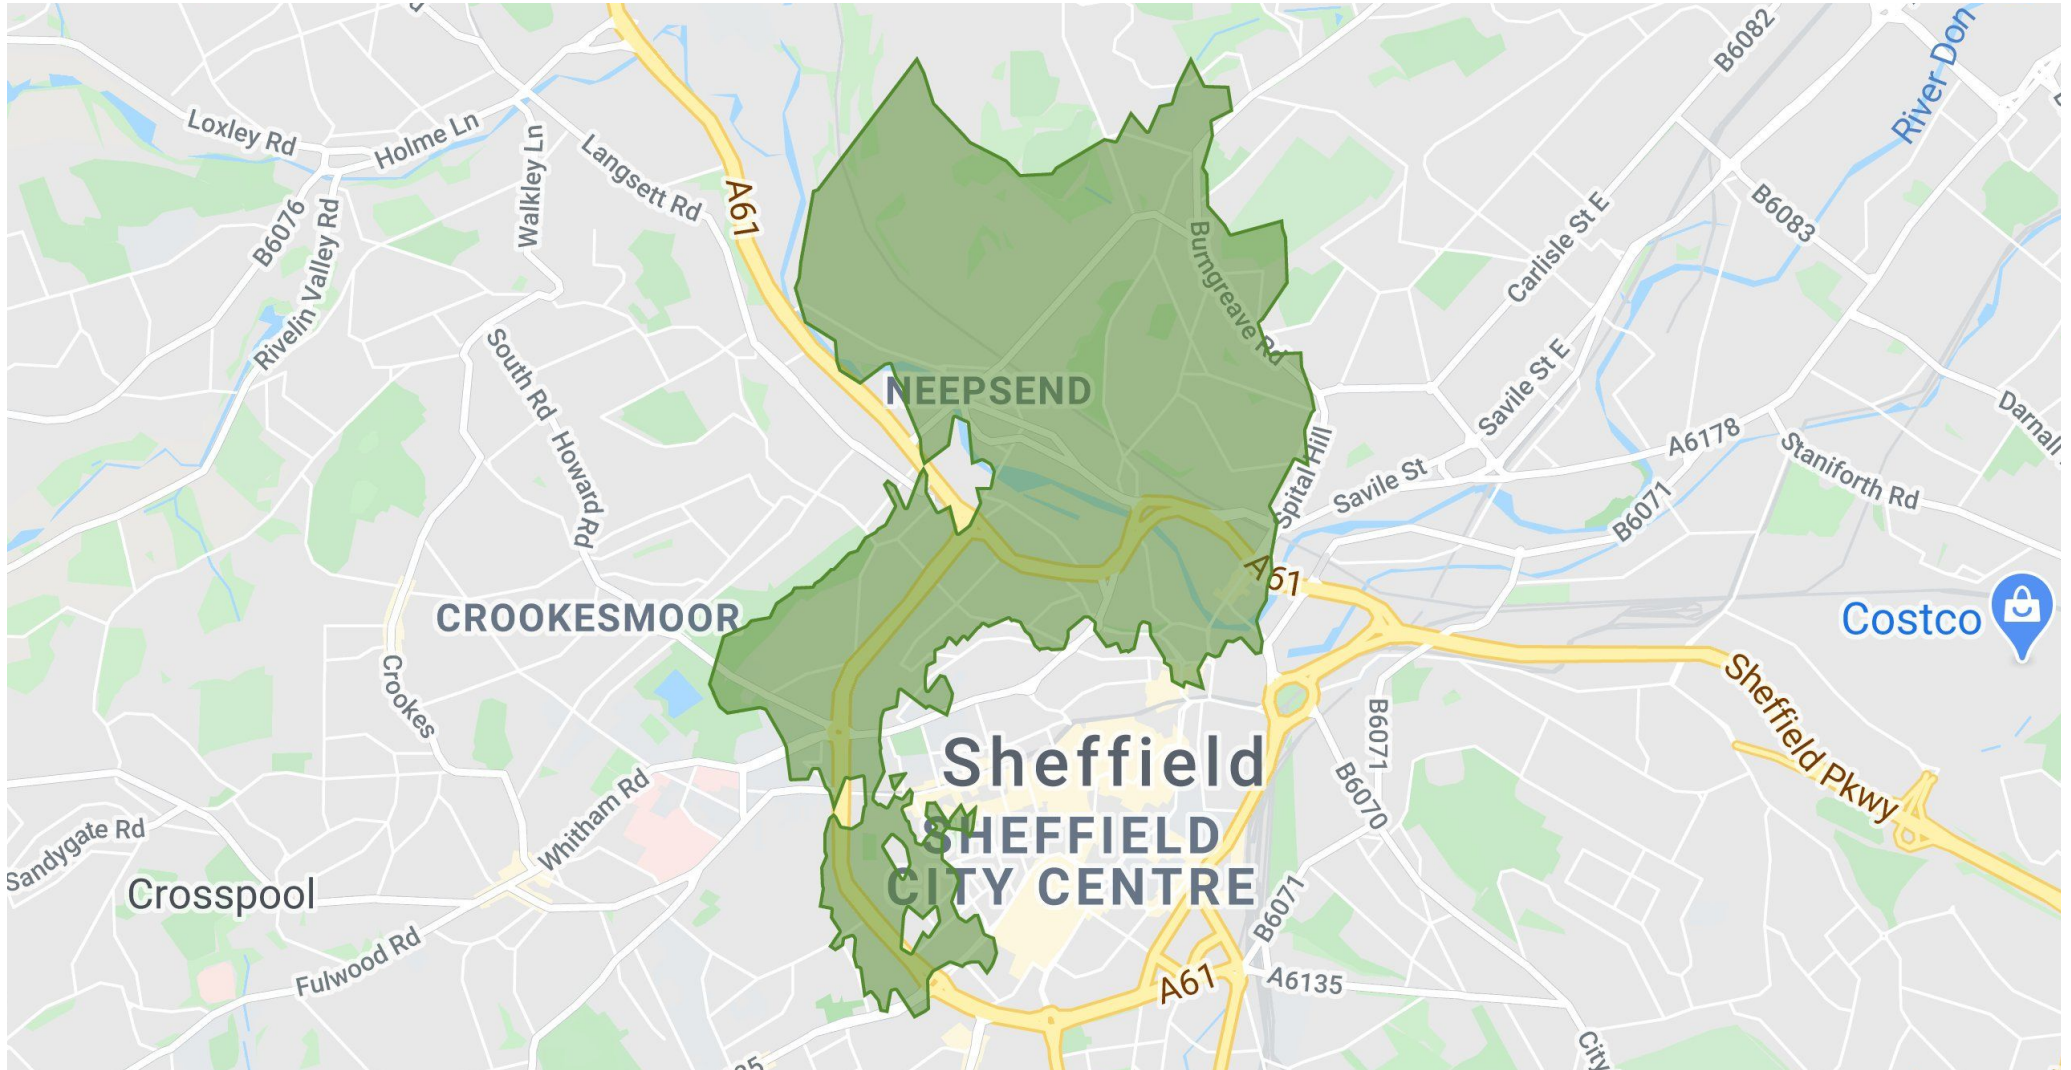 B6082
River Don
Loxley Rd
Holme Ln
Walkley Ln
Langsett Rd
A61
B6076
Rivelin Valley Rd
Burngreave Rd
Carlisle St E
B6083
South Rd
Howard Rd
NEEPSEND
Savile St E
Darnall
A6178
Staniforth Rd
Spital Hill
Savile St
B6071
A61
CROOKESMOOR
Costco
Crookes
Sheffield Pkwy
B6071
Sheffield
B6070
Whitham Rd
Sandygate Rd
SHEFFIELD
CITY CENTRE
Crosspool
B6071
Fulwood Rd
A61
A6135
City